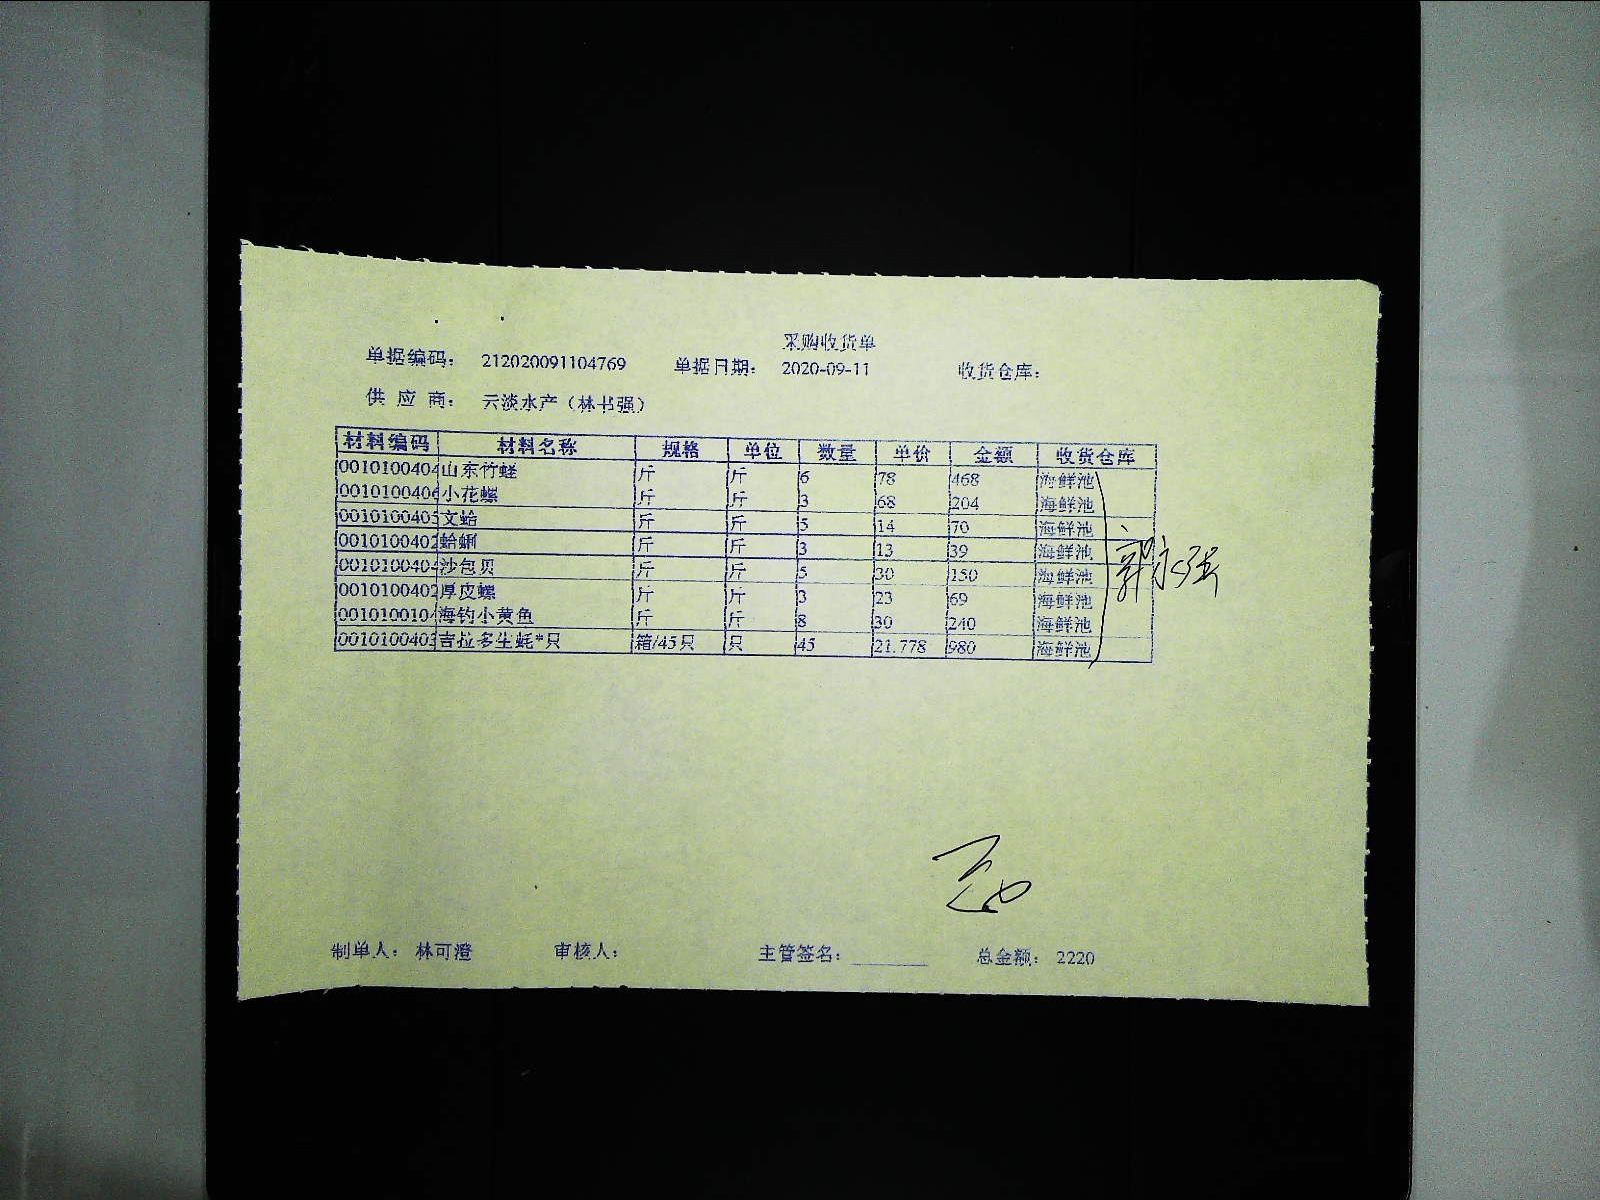 采购收货单
单据编码： 212020091104769 单据日期： 2020-09-11 收货仓库：
供 应 商： 云淡水产（林书强）
材料编码 材料名称 规格 单位 数量 单价 金额 收货仓库
0010100404 山东竹蛏 斤 斤 6 78 468 海鲜池
0010100406 小花螺 斤 斤 3 68 204 海鲜池
0010100405 文蛤 斤 斤 5 14 70 海鲜池
0010100402 蛤蜊 斤 斤 3 13 39 海鲜池
0010100404 沙包贝 斤 斤 5 30 150 海鲜池
0010100402 厚皮螺 斤 斤 3 23 69 海鲜池
0010100104 海钓小黄鱼 斤 斤 8 30 240 海鲜池
0010100403 吉拉多生蚝*只 箱/45只 只 45 21.778 980 海鲜池
制单人： 林可澄 审核人： 主管签名： 总金额： 2220